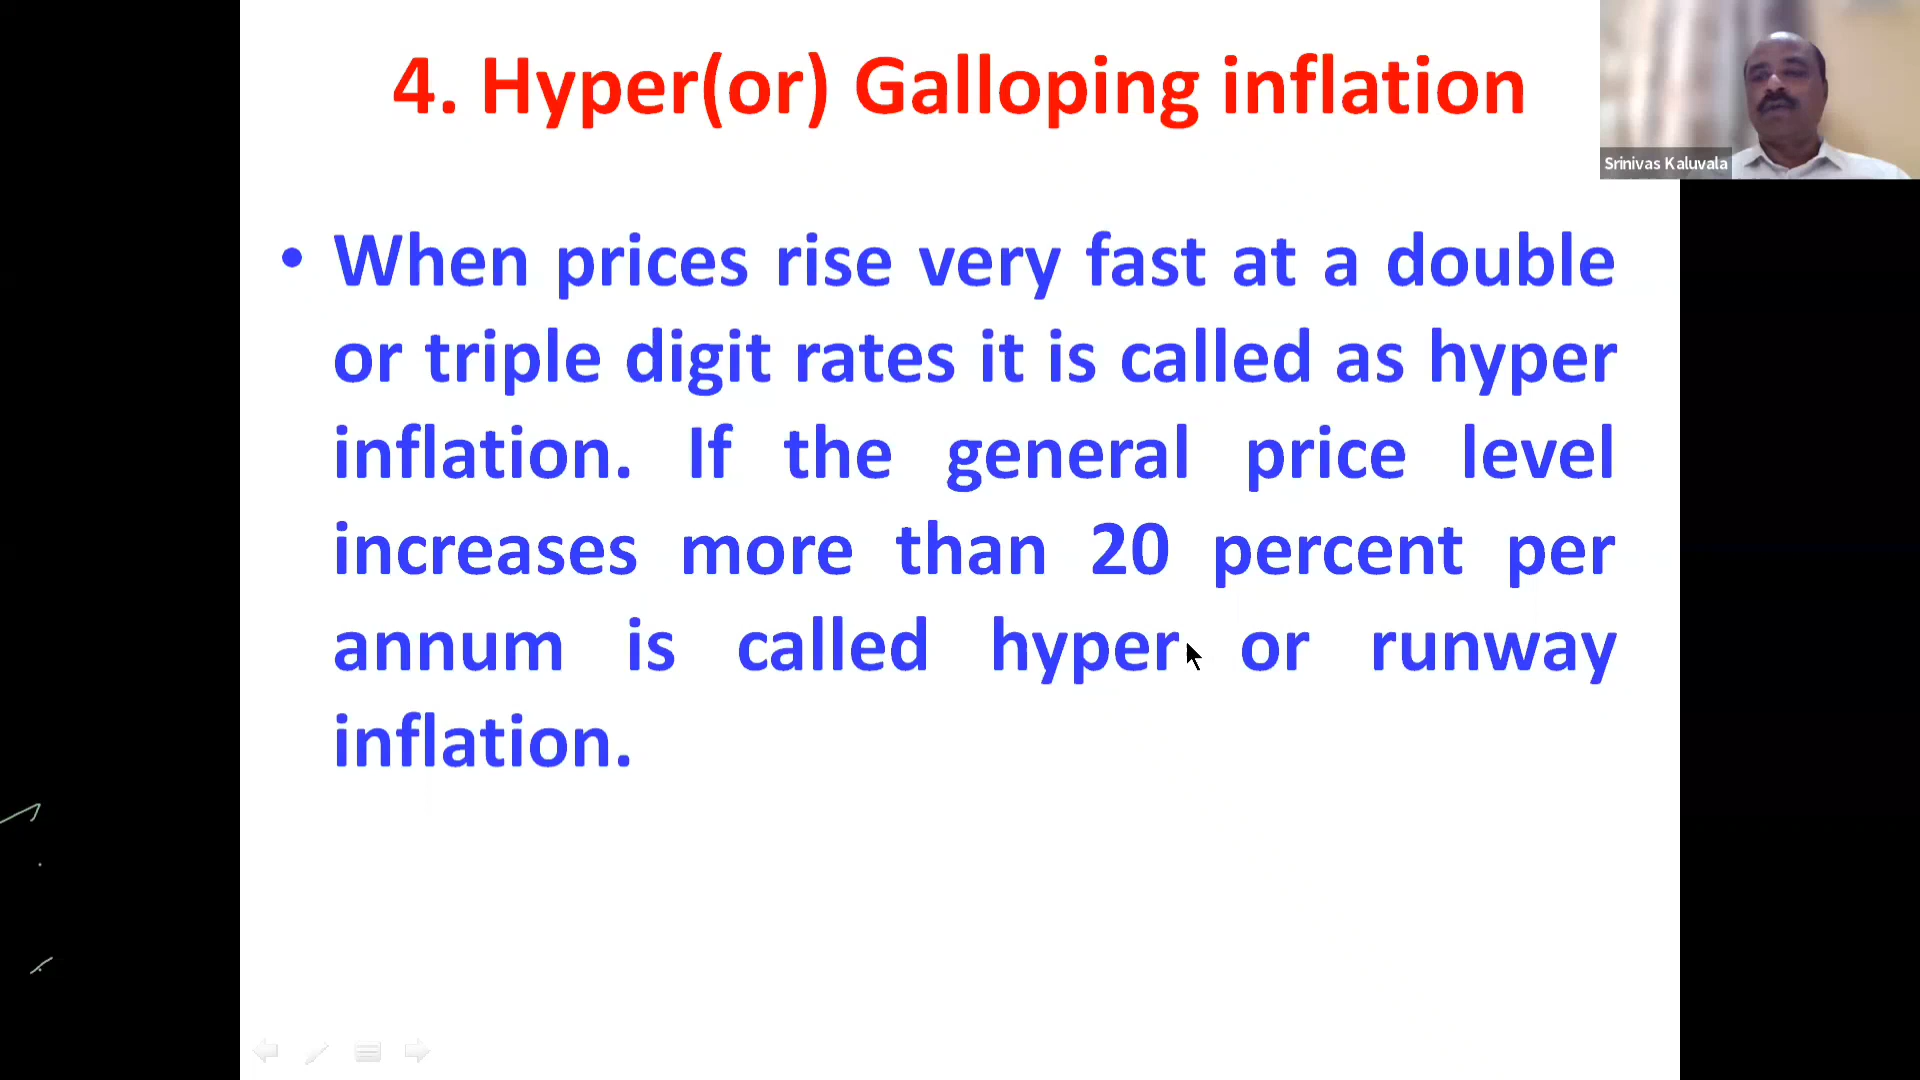 4. Hyper(or) Galloping inflation
Srinivas Kaluvala
• When prices rise very fast at a double
or triple digit rates it is called as hyper
inflation. If the general price level
increases more than 20 percent per
annum is called hyper or runway
inflation.